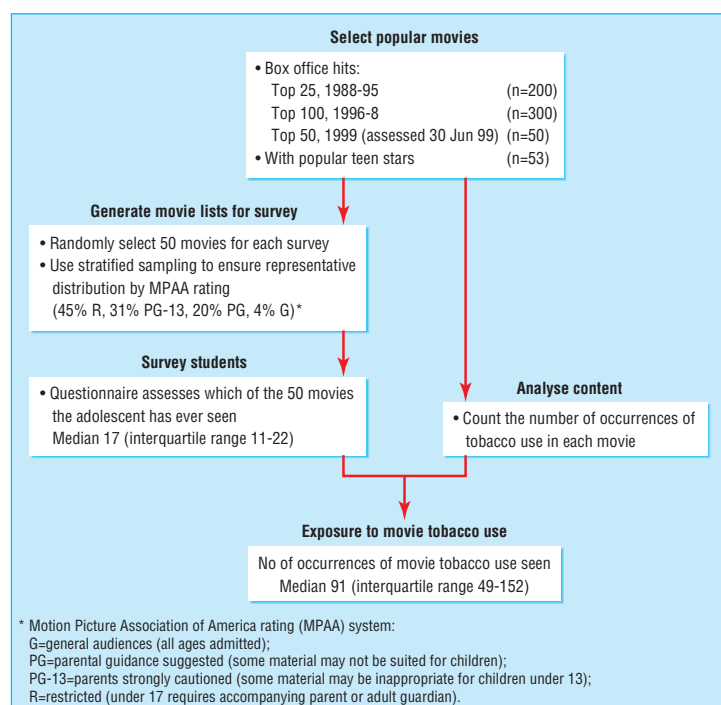 Select popular movies
• Box office hits:
Top 25, 1988-95 (n=200)
Top 100, 1996-8 (n=300)
Top 50, 1999 (assessed 30 Jun 99) (n=50)
• With popular teen stars (n=53)
Generate movie lists for survey
• Randomly select 50 movies for each survey
• Use stratified sampling to ensure representative
distribution by MPAA rating
(45% R, 31% PG-13, 20% PG, 4% G)*
Survey students
• Questionnaire assesses which of the 50 movies
the adolescent has ever seen
Median 17 (interquartile range 11-22)
Analyse content
• Count the number of occurrences of
tobacco use in each movie
Exposure to movie tobacco use
No of occurrences of movie tobacco use seen
Median 91 (interquartile range 49-152)
* Motion Picture Association of America rating (MPAA) system:
G=general audiences (all ages admitted);
PG=parental guidance suggested (some material may not be suited for children);
PG-13=parents strongly cautioned (some material may be inappropriate for children under 13);
R=restricted (under 17 requires accompanying parent or adult guardian).